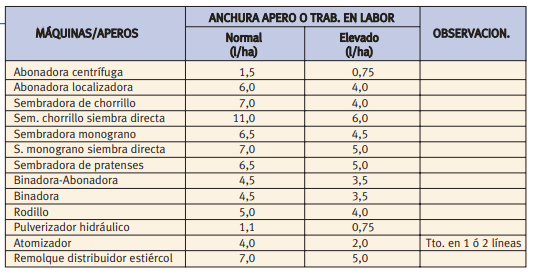 MÁQUINAS/APEROS ANCHURA APERO O TRAB. EN LABOR OBSERVACION.
Normal (l/ha) Elevado (l/ha)
Abonadora centrífuga 1,5 0,75
Abonadora localizadora 6,0 4,0
Sembradora de chorrillo 7,0 4,0
Sem. chorrillo siembra directa 11,0 6,0
Sembradora monograno 6,5 4,5
S. monograno siembra directa 7,0 5,0
Sembradora de pratenses 6,5 5,0
Binadora-Abonadora 4,5 3,5
Binadora 4,5 3,5
Rodillo 5,0 4,0
Pulverizador hidráulico 1,1 0,75
Atomizador 4,0 2,0 Tto. en 1 ó 2 líneas
Remolque distribuidor estiércol 7,0 5,0